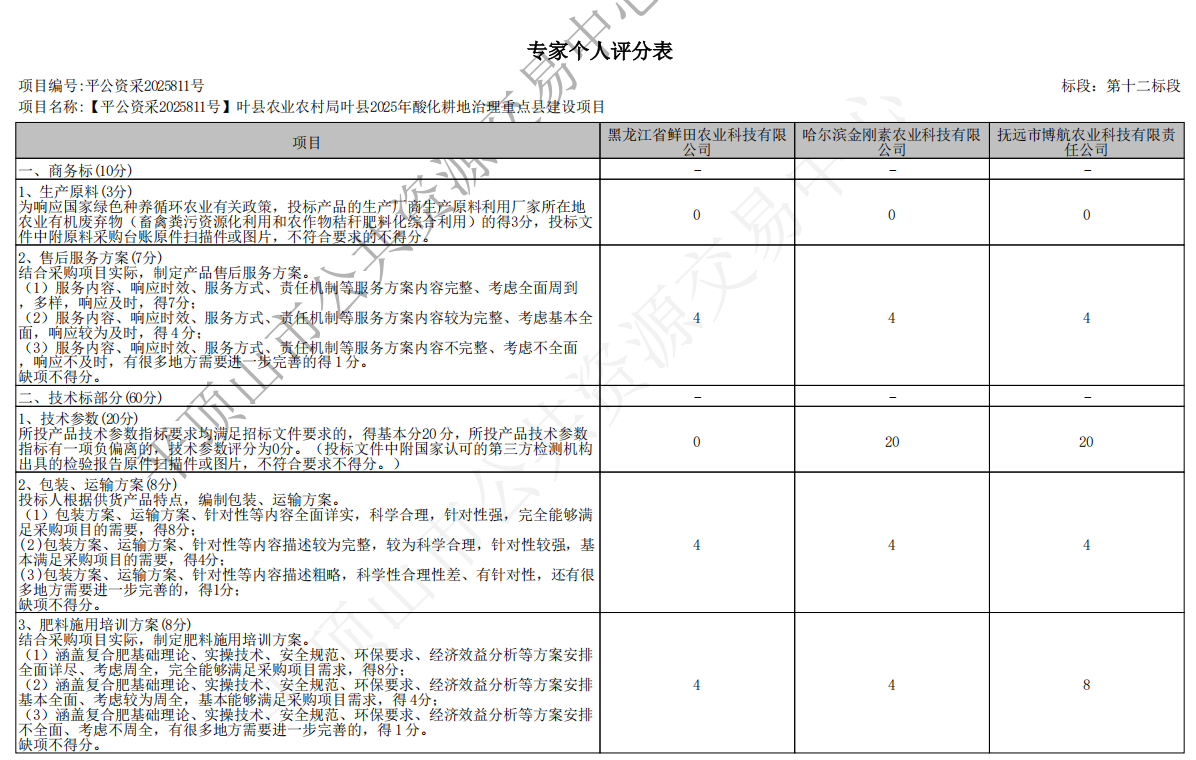 专家个人评分表
项目编号:平公资采2025811号
标段：第十二标段
项目名称:【平公资采2025811号】叶县农业农村局叶县2025年酸化耕地治理重点县建设项目
项目
黑龙江省鲜田农业科技有限
公司
哈尔滨金刚素农业科技有限
公司
抚远市博航农业科技有限责
任公司
一、商务标(10分)
-
-
-
1、生产原料(3分)
为响应国家绿色种养循环农业有关政策，投标产品的生产厂商生产原料利用厂家所在地
农业有机废弃物（畜禽粪污资源化利用和农作物秸秆肥料化综合利用）的得3分，投标文
件中附原料采购台账原件扫描件或图片，不符合要求的不得分。
0
0
0
2、售后服务方案(7分)
结合采购项目实际，制定产品售后服务方案。
（1）服务内容、响应时效、服务方式、责任机制等服务方案内容完整、考虑全面周到
，多样，响应及时，得7分；
（2）服务内容、响应时效、服务方式、责任机制等服务方案内容较为完整、考虑基本全
面，响应较为及时，得 4 分；
（3）服务内容、响应时效、服务方式、责任机制等服务方案内容不完整、考虑不全面
，响应不及时，有很多地方需要进一步完善的得 1 分。
缺项不得分。
4
4
4
二、技术标部分(60分)
-
-
-
1、技术参数(20分)
所投产品技术参数指标要求均满足招标文件要求的，得基本分20 分，所投产品技术参数
指标有一项负偏离的，技术参数评分为0分。（投标文件中附国家认可的第三方检测机构
出具的检验报告原件扫描件或图片，不符合要求不得分。）
0
20
20
2、包装、运输方案(8分)
投标人根据供货产品特点，编制包装、运输方案。
（1）包装方案、运输方案、针对性等内容全面详实，科学合理，针对性强，完全能够满
足采购项目的需要，得8分；
(2)包装方案、运输方案、针对性等内容描述较为完整，较为科学合理，针对性较强，基
本满足采购项目的需要，得4分；
(3)包装方案、运输方案、针对性等内容描述粗略，科学性合理性差、有针对性，还有很
多地方需要进一步完善的，得1分；
缺项不得分。
4
4
4
3、肥料施用培训方案(8分)
结合采购项目实际，制定肥料施用培训方案。
（1）涵盖复合肥基础理论、实操技术、安全规范、环保要求、经济效益分析等方案安排
全面详尽、考虑周全，完全能够满足采购项目需求，得8分；
（2）涵盖复合肥基础理论、实操技术、安全规范、环保要求、经济效益分析等方案安排
基本全面、考虑较为周全，基本能够满足采购项目需求，得 4分；
（3）涵盖复合肥基础理论、实操技术、安全规范、环保要求、经济效益分析等方案安排
不全面、考虑不周全，有很多地方需要进一步完善的，得 1 分。
缺项不得分。
4
4
8
平顶山市公共资源交易中心
平顶山市公共资源交易中心